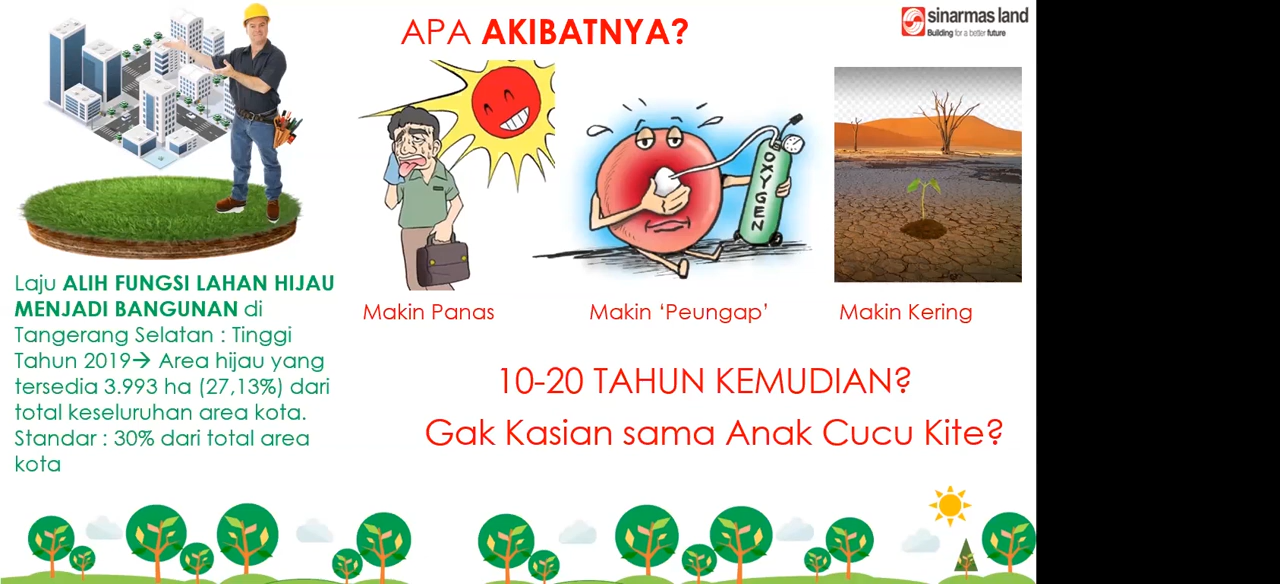 APA AKIBATNYA?
sinarmas land
Building for a better future
OXYGEN
Laju ALIH FUNGSI LAHAN HIJAU
MENJADI BANGUNAN di
Tangerang Selatan : Tinggi
Tahun 2019→ Area hijau yang
tersedia 3.993 ha (27,13%) dari
total keseluruhan area kota.
Standar : 30% dari total area
kota
Makin Panas
Makin ‘Peungap’
Makin Kering
10-20 TAHUN KEMUDIAN?
Gak Kasian sama Anak Cucu Kite?